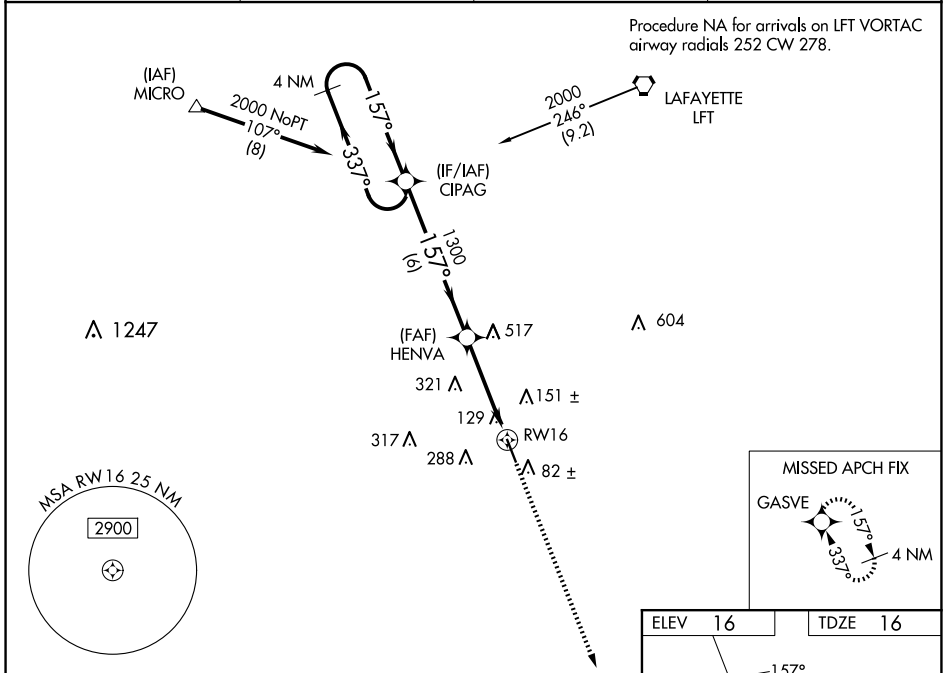 Procedure NA for arrivals on LFT VORTAC
airway radials 252 CW 278.
(IAF)
MICRO
2000 NoPT
107°
(8)
4 NM
157°
337°
(IF/IAF)
CIPAG
2000
246°
(9.2)
LAFAYETTE
LFT
1300
157°
(6)
1247
(FAF)
HENVA
517
604
321
151 ±
129
RW16
317
288
82 ±
MSA RW16 25 NM
2900
MISSED APCH FIX
GASVE
157°
337°
4 NM
ELEV 16
TDZE 16
157°